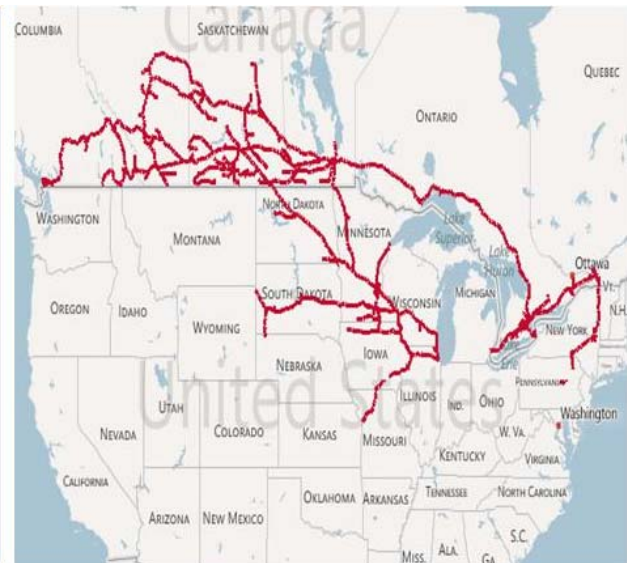 Canada
COLUMBIA
SASKATCHEWAN
QUEBEC
ONTARIO
WASHINGTON
NORTH DAKOTA
MONTANA
MINNESOTA
Lake
Superior
Lake
Huron
Ottawa
VT.
OREGON
IDAHO
SOUTH DAKOTA
WISCONSIN
MICHIGAN
NEW YORK
N.H.
WYOMING
Erie
IOWA
NEBRASKA
PENNSYLVANIA
United States
ILLINOIS
IND.
OHIO
Washington
NEVADA
UTAH
COLORADO
KANSAS
MISSOURI
W. VA.
VIRGINIA
KENTUCKY
CALIFORNIA
OKLAHOMA
ARKANSAS
TENNESSEE
NORTH CAROLINA
ARIZONA
NEW MEXICO
S.C.
MISS.
ALA.
GA.